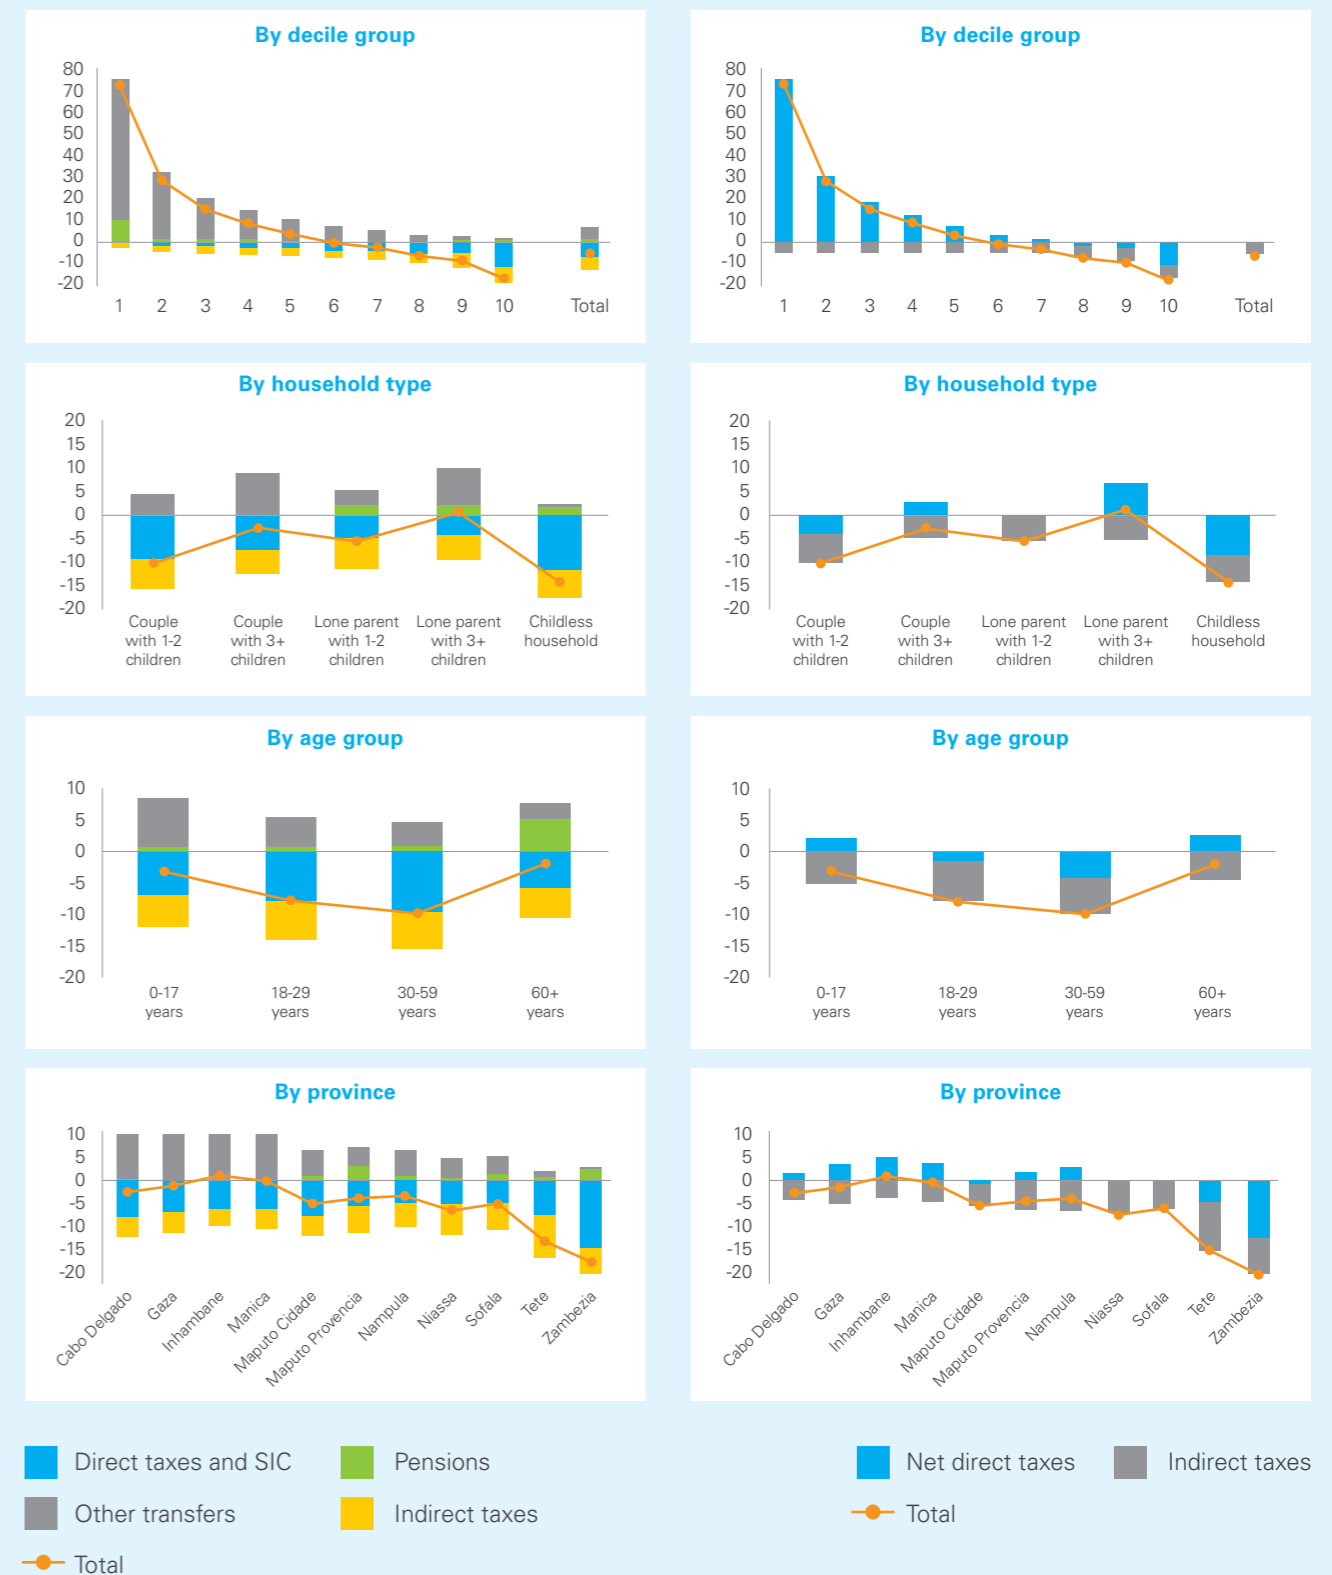 By decile group
80
70
60
50
40
30
20
10
0
-10
-20
1 2 3 4 5 6 7 8 9 10 Total
By decile group
80
70
60
50
40
30
20
10
0
-10
-20
1 2 3 4 5 6 7 8 9 10 Total
By household type
20
15
10
5
0
-5
-10
-15
-20
Couple with 1-2 children
Couple with 3+ children
Lone parent with 1-2 children
Lone parent with 3+ children
Childless household
By household type
20
15
10
5
0
-5
-10
-15
-20
Couple with 1-2 children
Couple with 3+ children
Lone parent with 1-2 children
Lone parent with 3+ children
Childless household
By age group
10
5
0
-5
-10
-15
-20
0-17 years
18-29 years
30-59 years
60+ years
By age group
10
5
0
-5
-10
-15
-20
0-17 years
18-29 years
30-59 years
60+ years
By province
10
5
0
-5
-10
-15
-20
Cabo Delgado
Gaza
Inhambane
Manica
Maputo Cidade
Maputo Provencia
Nampula
Niassa
Sofala
Tete
Zambezia
By province
10
5
0
-5
-10
-15
-20
Cabo Delgado
Gaza
Inhambane
Manica
Maputo Cidade
Maputo Provencia
Nampula
Niassa
Sofala
Tete
Zambezia
Direct taxes and SIC
Pensions
Other transfers
Indirect taxes
Total
Net direct taxes
Indirect taxes
Total